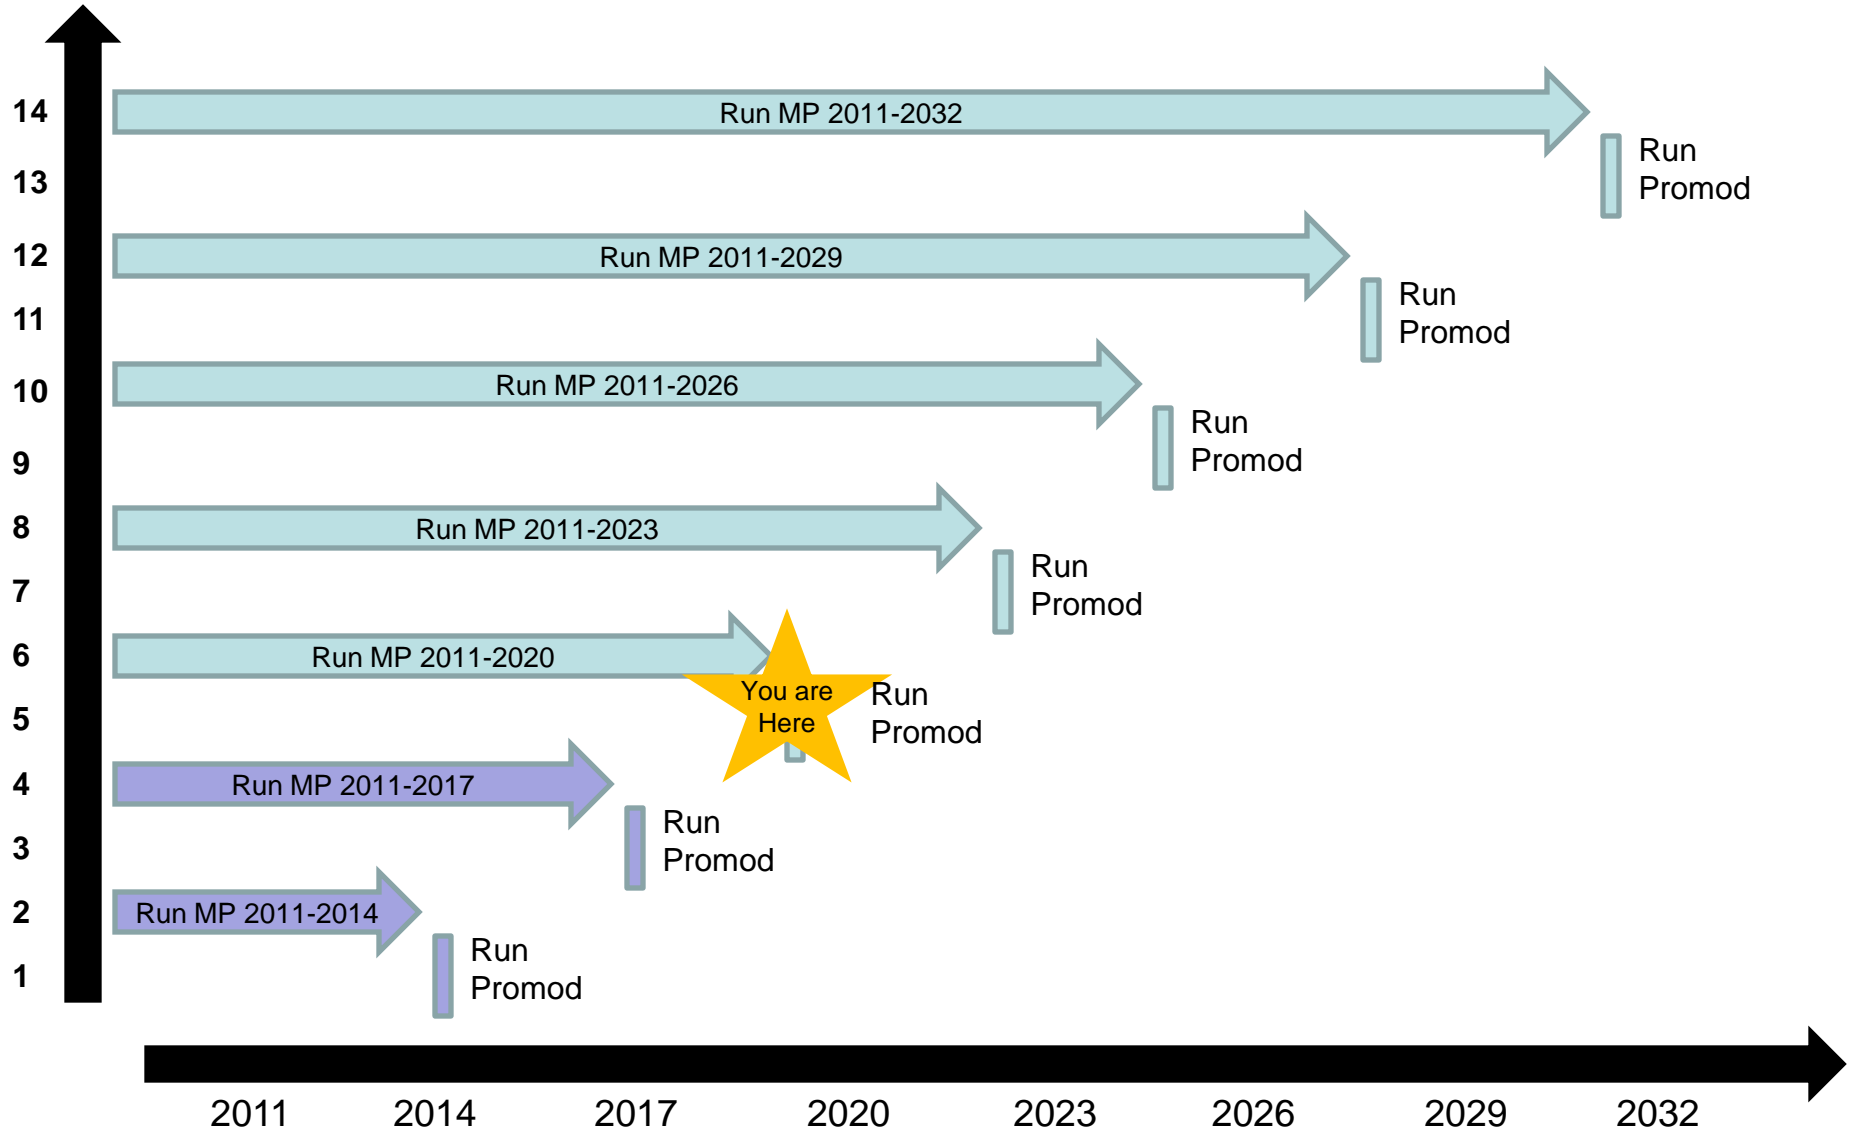 14
Run MP 2011-2032
Run
Promod
13
12
Run MP 2011-2029
Run
Promod
11
10
Run MP 2011-2026
Run
Promod
9
8
Run MP 2011-2023
Run
Promod
7
6
Run MP 2011-2020
You are
Here
Run
Promod
5
4
Run MP 2011-2017
Run
Promod
3
2
Run MP 2011-2014
Run
Promod
1
2011 2014 2017 2020 2023 2026 2029 2032